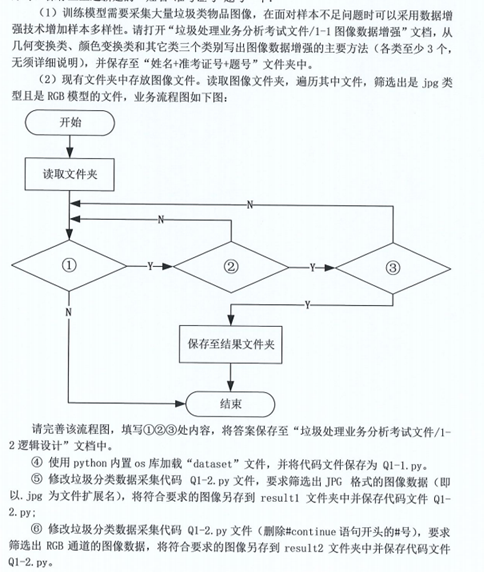 （1）训练模型需要采集大量垃圾类物品图像，在面对样本不足问题时可以采用数据增
强技术增加样本多样性。请打开“垃圾处理业务分析考试文件/1-1 图像数据增强”文档，从
几何变换类、颜色变换类和其它类三个类别写出图像数据增强的主要方法（各类至少 3 个，
无须详细说明），并保存至“姓名+准考证号+题号”文件夹中。
（2）现有文件夹中存放图像文件。读取图像文件夹，遍历其中文件，筛选出是 jpg 类
型且是 RGB 模型的文件，业务流程图如下图：
开始
读取文件夹
N
N
① Y ② Y ③
Y
N
保存至结果文件夹
结束
请完善该流程图，填写①②③处内容，将答案保存至“垃圾处理业务分析考试文件/1-
2 逻辑设计”文档中。
④ 使用 python 内置 os 库加载“dataset”文件，并将代码文件保存为 Q1-1.py。
⑤ 修改垃圾分类数据采集代码 Q1-2.py 文件，要求筛选出 JPG 格式的图像数据（即
以.jpg 为文件扩展名），将符合要求的图像另存到 result1 文件夹中并保存代码文件 Q1-
2.py;
⑥ 修改垃圾分类数据采集代码 Q1-2.py 文件（删除#continue 语句开头的#号），要求
筛选出 RGB 通道的图像数据，将符合要求的图像另存到 result2 文件夹中并保存代码文件
Q1-2.py。